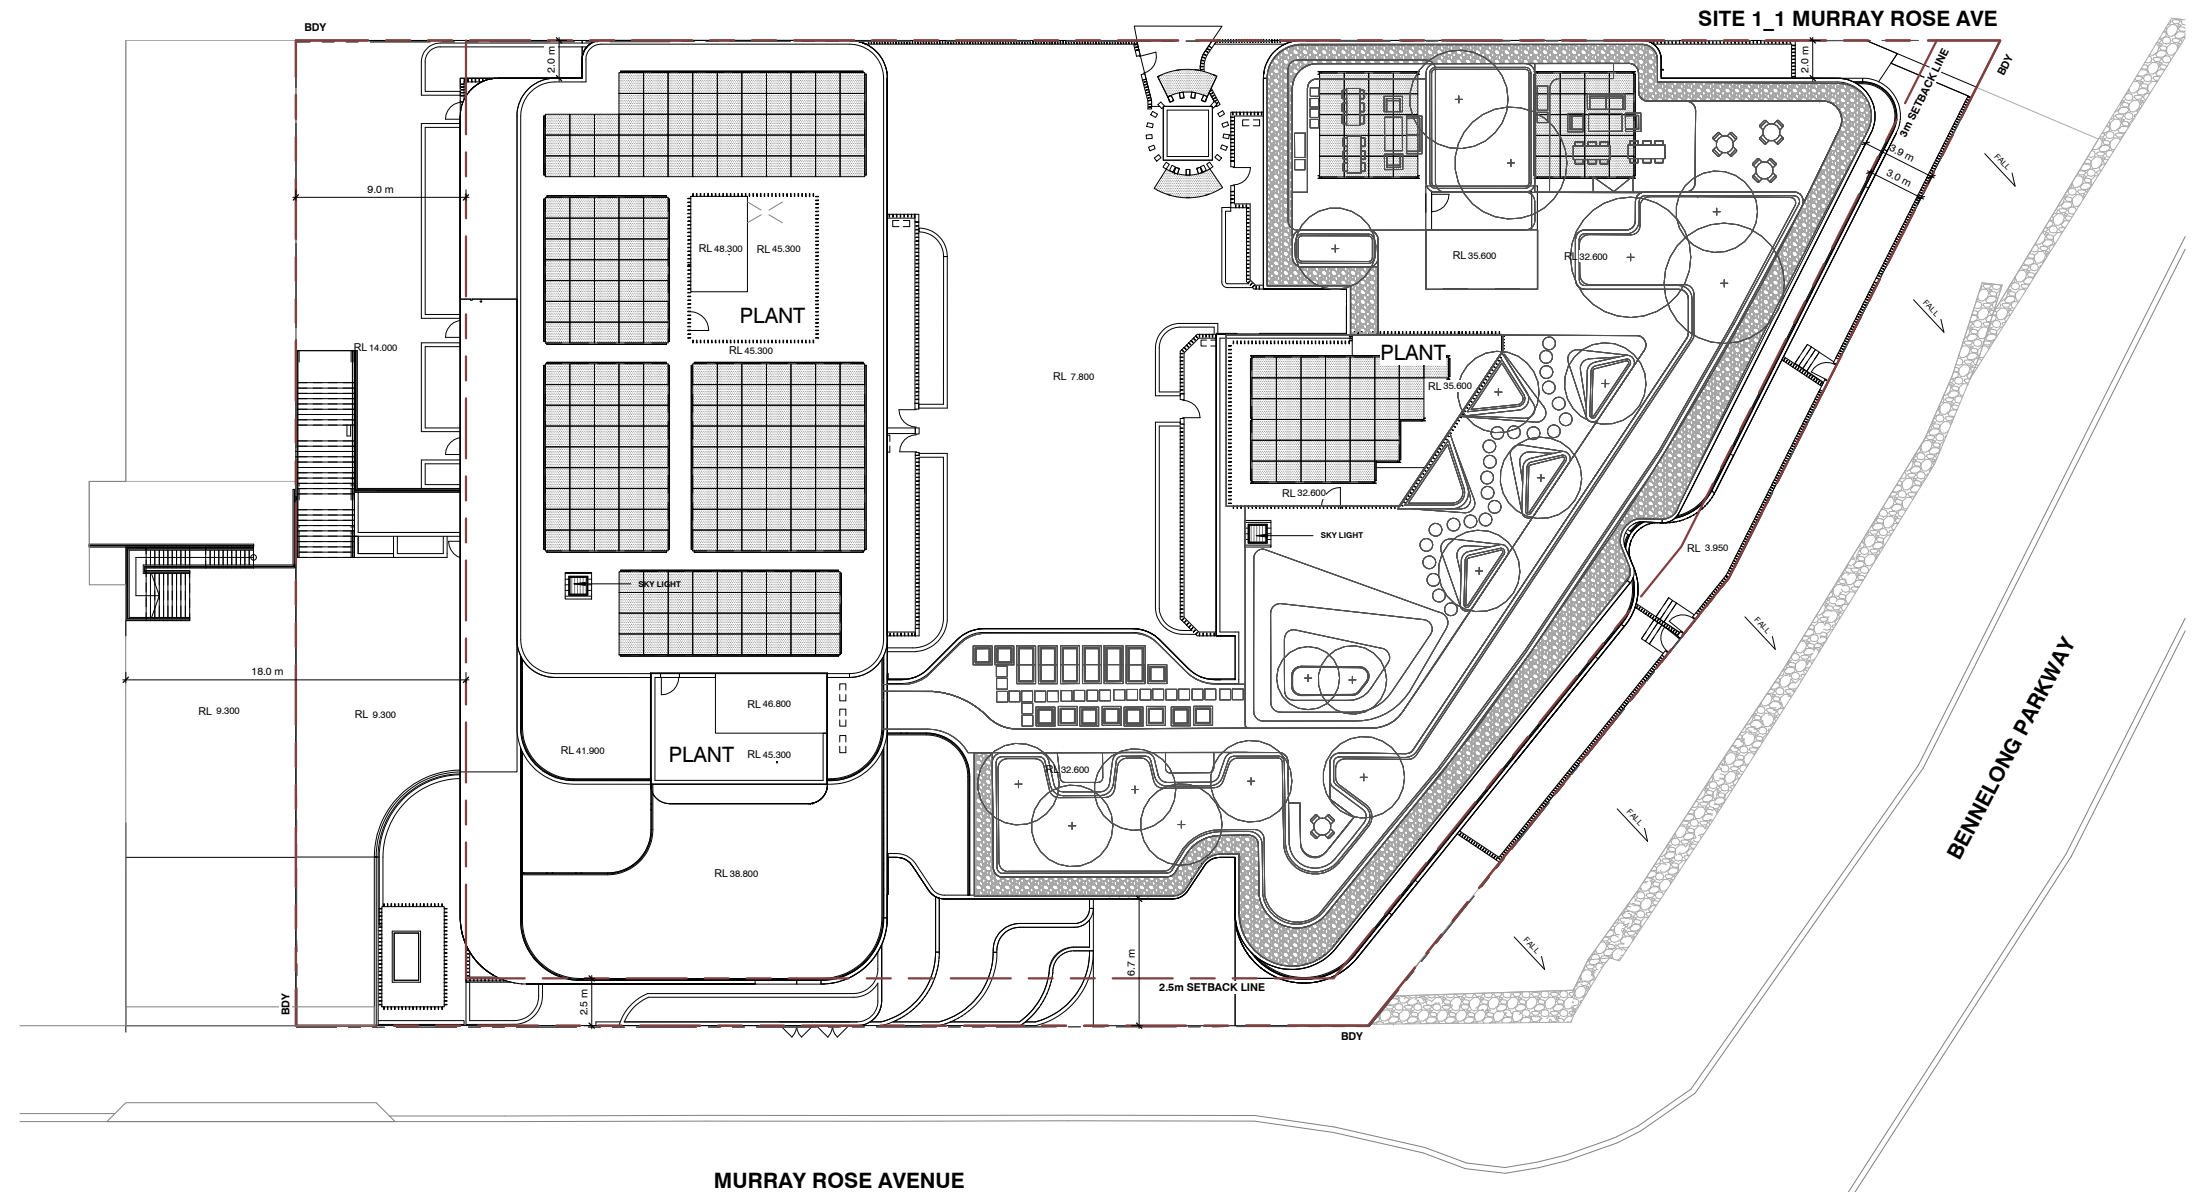 SITE 1_1 MURRAY ROSE AVE
BDY
2.0 m
2.0 m
3m SETBACK LINE
BDY
3.9 m
3.0 m
FALL
9.0 m
RL 48.300
RL 45.300
RL 35.600
RL 32.600
PLANT
FALL
RL 45.300
RL 14.000
PLANT
RL 7.800
RL 35.600
RL 32.600
SKY LIGHT
RL 3.950
SKY LIGHT
FALL
18.0 m
RL 9.300
RL 9.300
RL 46.800
RL 41.900
PLANT
RL 45.300
RL 32.600
BENNELONG PARKWAY
FALL
RL 38.800
FALL
6.7 m
2.5m SETBACK LINE
2.5 m
BDY
BDY
MURRAY ROSE AVENUE